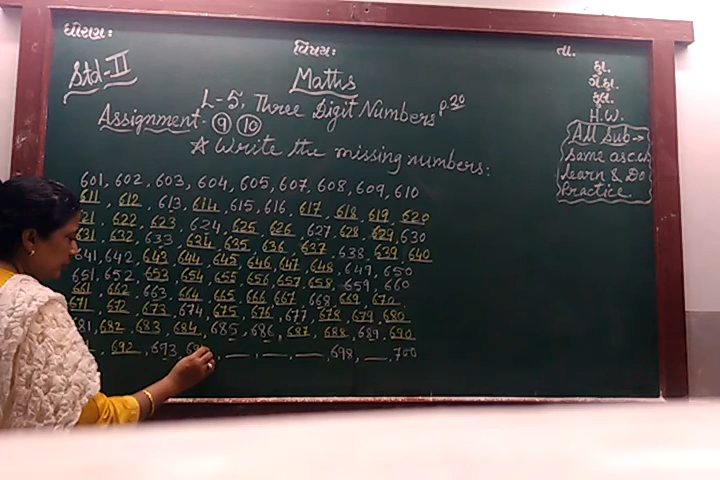 ધોરણઃ
વિષયઃ
તા.
Std-II
Maths
L-5, Three Digit Numbers p.20
Assignment- 9 10
☆ Write the missing numbers:
હા.
ગે.હા.
કુલ.
H.W.
All Sub→
Same as c.w
Learn & Do
Practice
601, 602, 603, 604, 605, 607, 608, 609, 610
611, 612, 613, 614, 615, 616, 617, 618, 619, 620
621, 622, 623, 624, 625, 626, 627, 628, 629, 630
631, 632, 633, 634, 635, 636, 637, 638, 639, 640
641, 642, 643, 644, 645, 646, 647, 648, 649, 650
651, 652, 653, 654, 655, 656, 657, 658, 659, 660
661, 662, 663, 664, 665, 666, 667, 668, 669, 670
671, 672, 673, 674, 675, 676, 677, 678, 679, 680
681, 682, 683, 684, 685, 686, 687, 688, 689, 690
692, 693, ___, ___, ___, 698, ___, 700